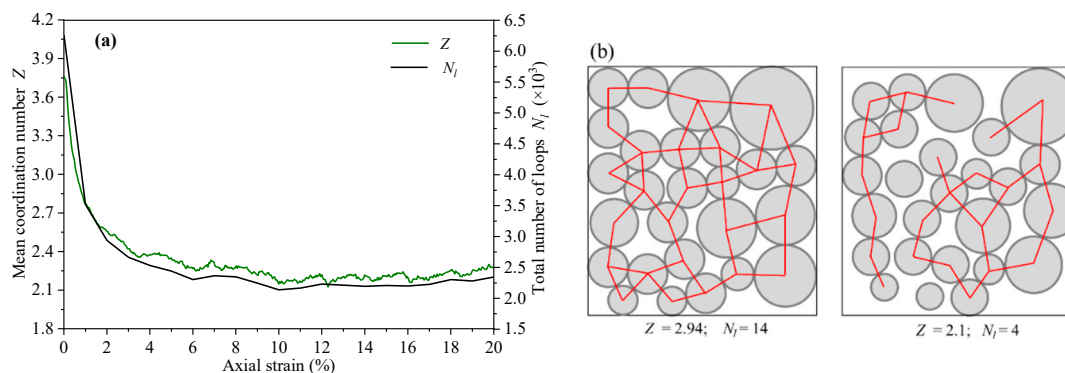 (a)
Z
N_l
Mean coordination number Z
4.2
3.9
3.6
3.3
3.0
2.7
2.4
2.1
1.8
0 2 4 6 8 10 12 14 16 18 20
Axial strain (%)
6.5
6.0
5.5
5.0
4.5
4.0
3.5
3.0
2.5
2.0
1.5
Total number of loops N_l (×10³)
(b)
Z = 2.94; N_l = 14
Z = 2.1; N_l = 4